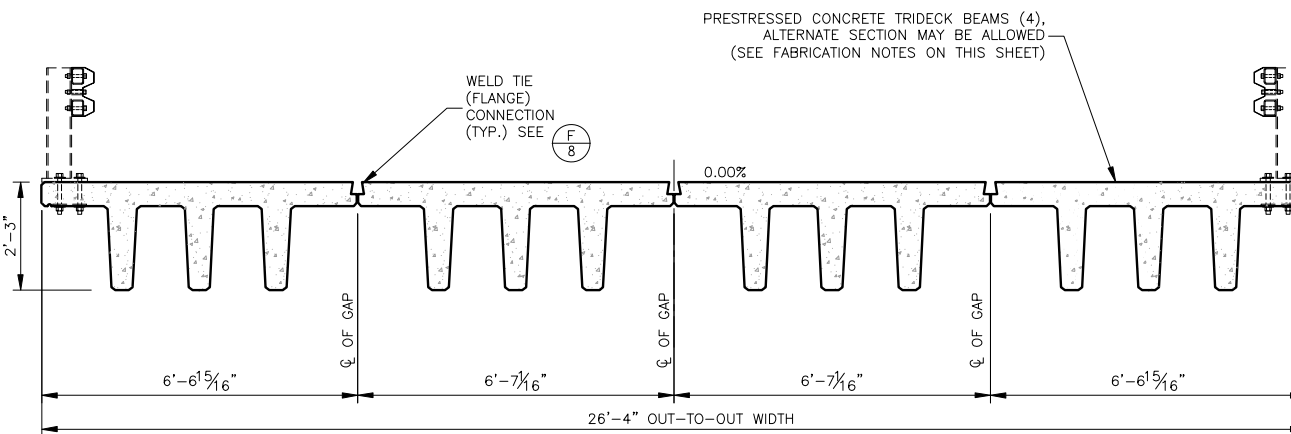 PRESTRESSED CONCRETE TRIDECK BEAMS (4),
ALTERNATE SECTION MAY BE ALLOWED
(SEE FABRICATION NOTES ON THIS SHEET)
WELD TIE
(FLANGE)
CONNECTION
(TYP.) SEE
F
8
0.00%
2'-3"
℄ OF GAP
℄ OF GAP
℄ OF GAP
6'-6 15/16"
6'-7 1/16"
6'-7 1/16"
6'-6 15/16"
26'-4" OUT-TO-OUT WIDTH